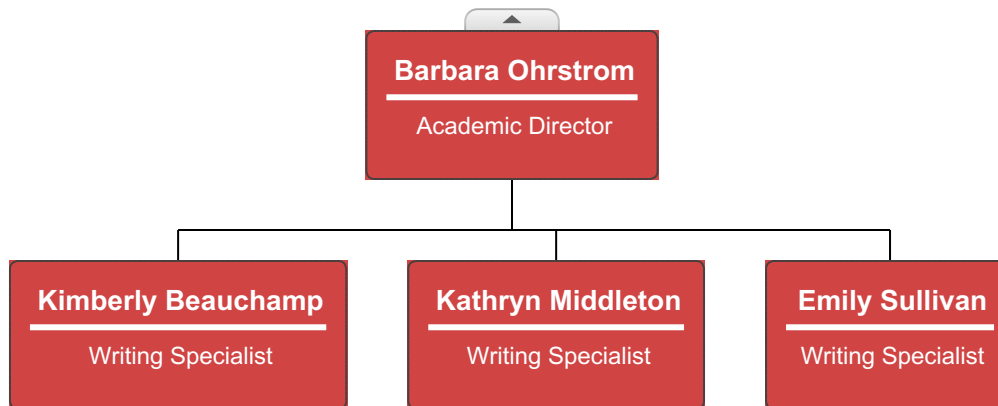 Barbara Ohrstrom
Academic Director
Kimberly Beauchamp
Writing Specialist
Kathryn Middleton
Writing Specialist
Emily Sullivan
Writing Specialist